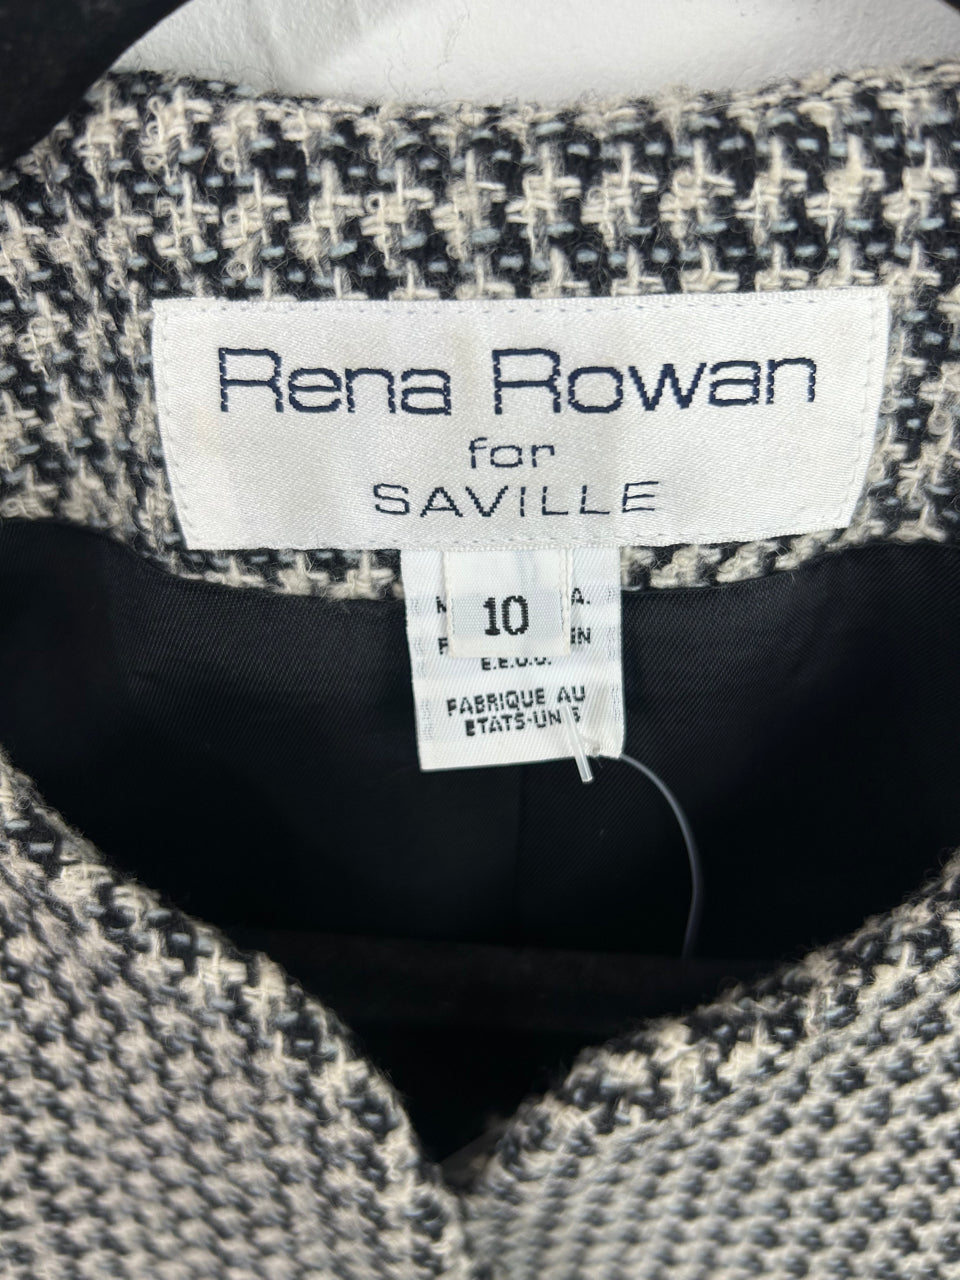 Rena Rowan
for
SAVILLE
10
A.
E.E.U.U.
FABRIQUE AU
ETATS-UNIS